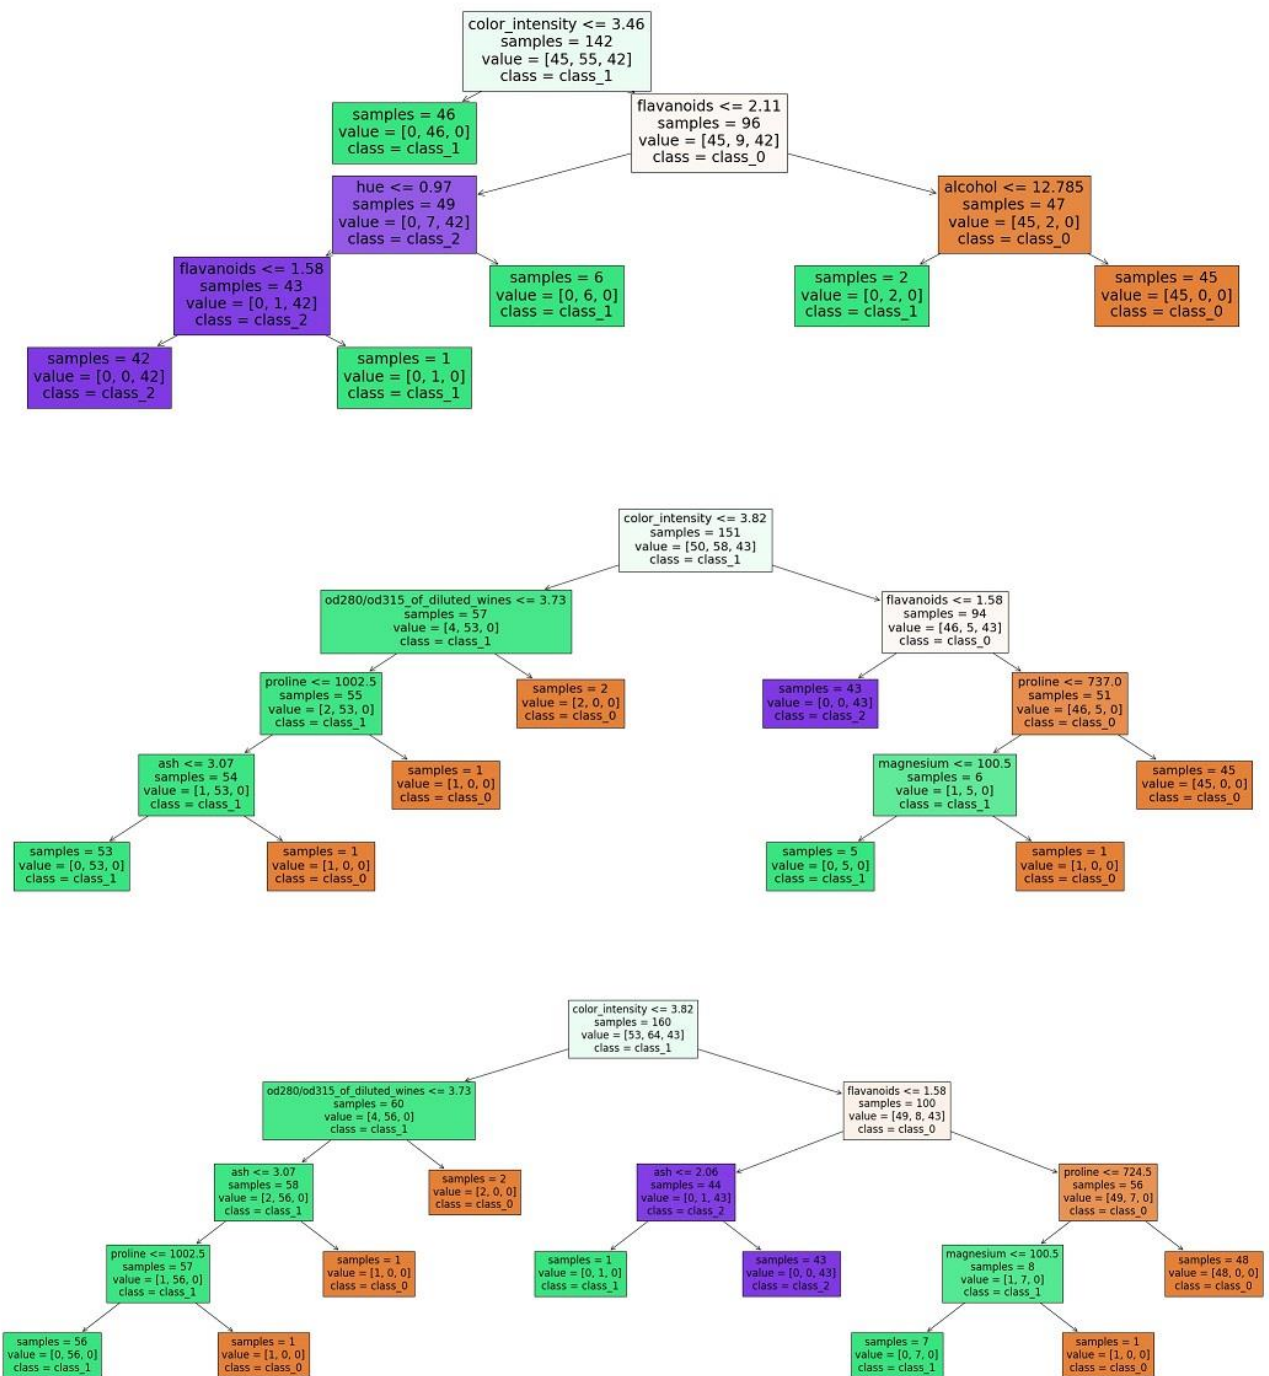 color_intensity <= 3.46
samples = 142
value = [45, 55, 42]
class = class_1
samples = 46
value = [0, 46, 0]
class = class_1
flavanoids <= 2.11
samples = 96
value = [45, 9, 42]
class = class_0
hue <= 0.97
samples = 49
value = [0, 7, 42]
class = class_2
alcohol <= 12.785
samples = 47
value = [45, 2, 0]
class = class_0
flavanoids <= 1.58
samples = 43
value = [0, 1, 42]
class = class_2
samples = 6
value = [0, 6, 0]
class = class_1
samples = 2
value = [0, 2, 0]
class = class_1
samples = 45
value = [45, 0, 0]
class = class_0
samples = 42
value = [0, 0, 42]
class = class_2
samples = 1
value = [0, 1, 0]
class = class_1
color_intensity <= 3.82
samples = 151
value = [50, 58, 43]
class = class_1
od280/od315_of_diluted_wines <= 3.73
samples = 57
value = [4, 53, 0]
class = class_1
flavanoids <= 1.58
samples = 94
value = [46, 5, 43]
class = class_0
proline <= 1002.5
samples = 55
value = [2, 53, 0]
class = class_1
samples = 2
value = [2, 0, 0]
class = class_0
samples = 43
value = [0, 0, 43]
class = class_2
proline <= 737.0
samples = 51
value = [46, 5, 0]
class = class_0
ash <= 3.07
samples = 54
value = [1, 53, 0]
class = class_1
samples = 1
value = [1, 0, 0]
class = class_0
magnesium <= 100.5
samples = 6
value = [1, 5, 0]
class = class_1
samples = 45
value = [45, 0, 0]
class = class_0
samples = 53
value = [0, 53, 0]
class = class_1
samples = 1
value = [1, 0, 0]
class = class_0
samples = 5
value = [0, 5, 0]
class = class_1
samples = 1
value = [1, 0, 0]
class = class_0
color_intensity <= 3.82
samples = 160
value = [53, 64, 43]
class = class_1
od280/od315_of_diluted_wines <= 3.73
samples = 60
value = [4, 56, 0]
class = class_1
flavanoids <= 1.58
samples = 100
value = [49, 8, 43]
class = class_0
ash <= 3.07
samples = 58
value = [2, 56, 0]
class = class_1
samples = 2
value = [2, 0, 0]
class = class_0
ash <= 2.06
samples = 44
value = [0, 1, 43]
class = class_2
proline <= 724.5
samples = 56
value = [49, 7, 0]
class = class_0
proline <= 1002.5
samples = 57
value = [1, 56, 0]
class = class_1
samples = 1
value = [1, 0, 0]
class = class_0
samples = 1
value = [0, 1, 0]
class = class_1
samples = 43
value = [0, 0, 43]
class = class_2
magnesium <= 100.5
samples = 8
value = [1, 7, 0]
class = class_1
samples = 48
value = [48, 0, 0]
class = class_0
samples = 56
value = [0, 56, 0]
class = class_1
samples = 1
value = [1, 0, 0]
class = class_0
samples = 7
value = [0, 7, 0]
class = class_1
samples = 1
value = [1, 0, 0]
class = class_0